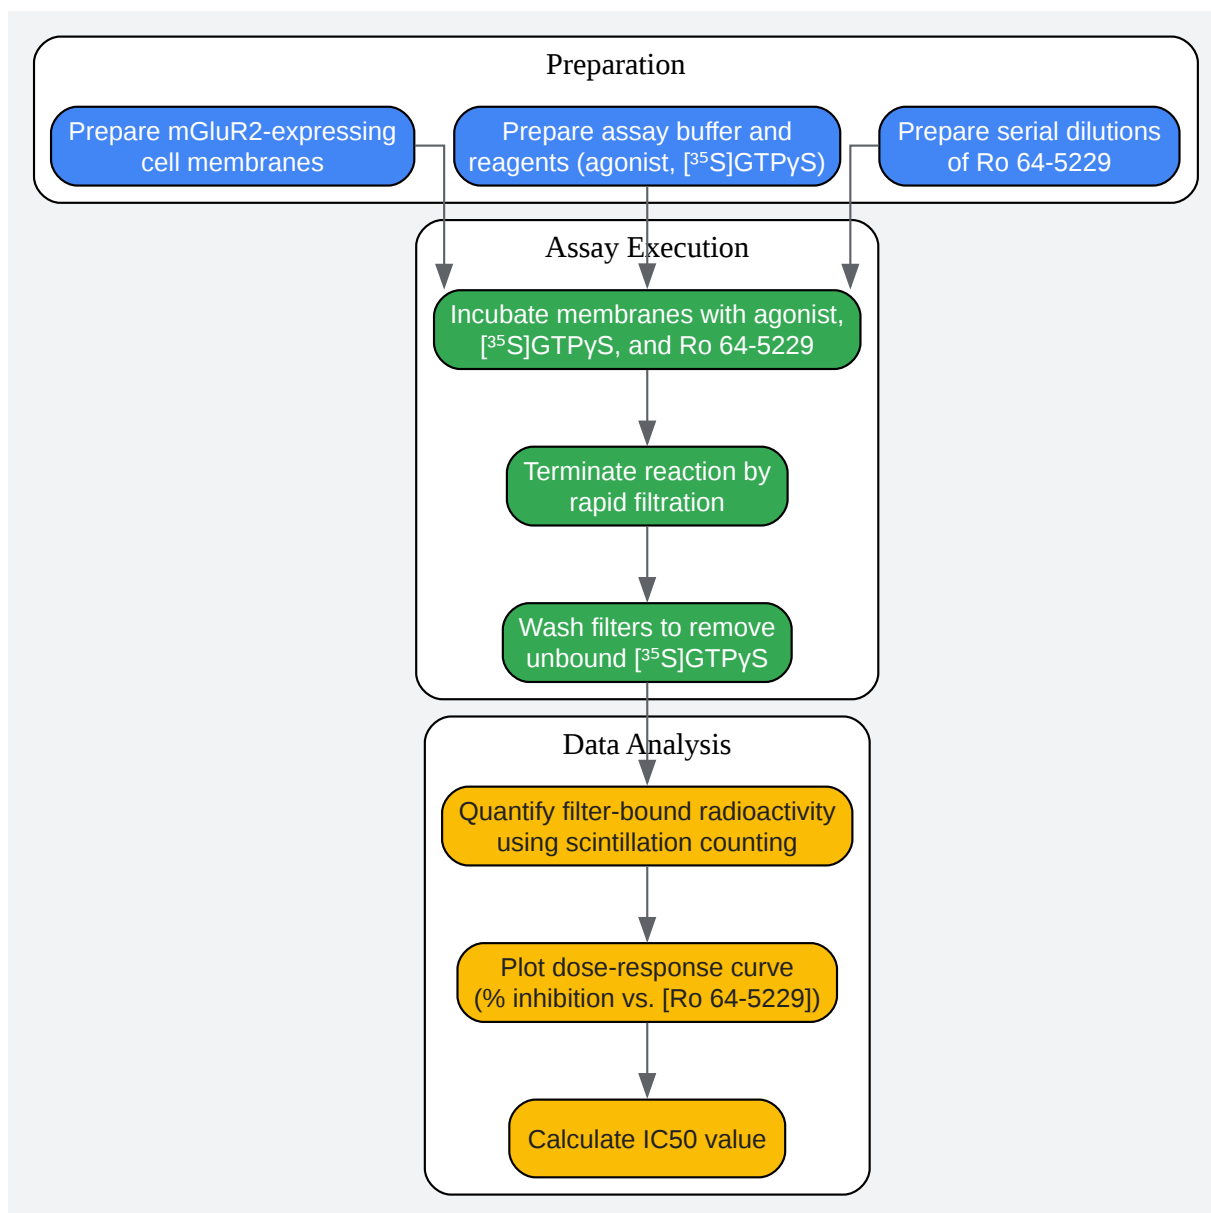 Preparation
Prepare mGluR2-expressing
cell membranes
Prepare assay buffer and
reagents (agonist, [³⁵S]GTPγS)
Prepare serial dilutions
of Ro 64-5229
Assay Execution
Incubate membranes with agonist,
[³⁵S]GTPγS, and Ro 64-5229
Terminate reaction by
rapid filtration
Wash filters to remove
unbound [³⁵S]GTPγS
Data Analysis
Quantify filter-bound radioactivity
using scintillation counting
Plot dose-response curve
(% inhibition vs. [Ro 64-5229])
Calculate IC50 value